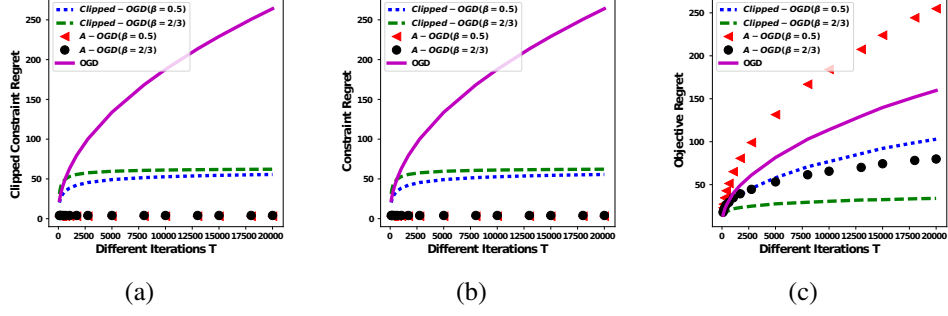 Clipped Constraint Regret
250
200
150
100
50
0
Clipped-OGD(β = 0.5)
Clipped-OGD(β = 2/3)
A-OGD(β = 0.5)
A-OGD(β = 2/3)
OGD
0 2500 5000 7500 10000 12500 15000 17500 20000
Different Iterations T
(a)
Constraint Regret
250
200
150
100
50
0
Clipped-OGD(β = 0.5)
Clipped-OGD(β = 2/3)
A-OGD(β = 0.5)
A-OGD(β = 2/3)
OGD
0 2500 5000 7500 10000 12500 15000 17500 20000
Different Iterations T
(b)
Objective Regret
250
200
150
100
50
Clipped-OGD(β = 0.5)
Clipped-OGD(β = 2/3)
A-OGD(β = 0.5)
A-OGD(β = 2/3)
OGD
0 2500 5000 7500 10000 12500 15000 17500 20000
Different Iterations T
(c)